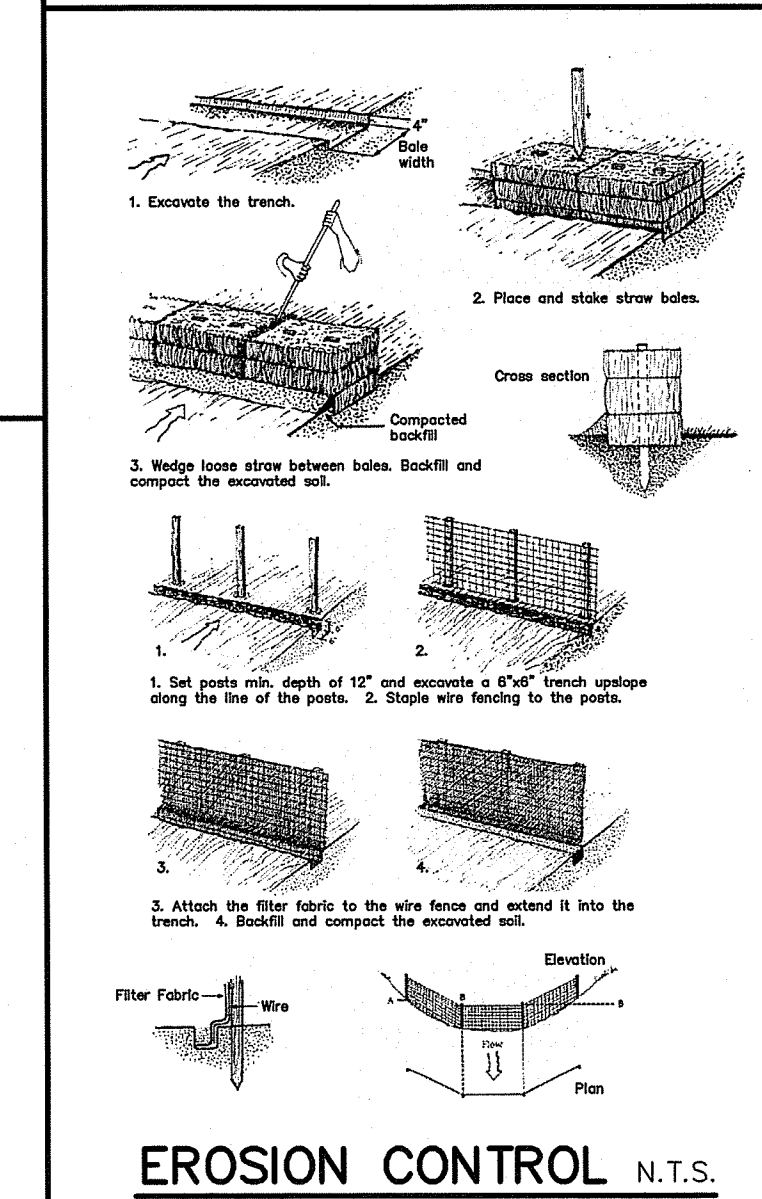 4"
Bale
width
1. Excavate the trench.
2. Place and stake straw bales.
Cross section
Compacted
backfill
3. Wedge loose straw between bales. Backfill and
compact the excavated soil.
1.
2.
1. Set posts min. depth of 12" and excavate a 6"x6" trench upslope
along the line of the posts. 2. Staple wire fencing to the posts.
3.
4.
3. Attach the filter fabric to the wire fence and extend it into the
trench. 4. Backfill and compact the excavated soil.
Filter Fabric
Wire
Elevation
A
B
B
Flow
Plan
EROSION CONTROL N.T.S.